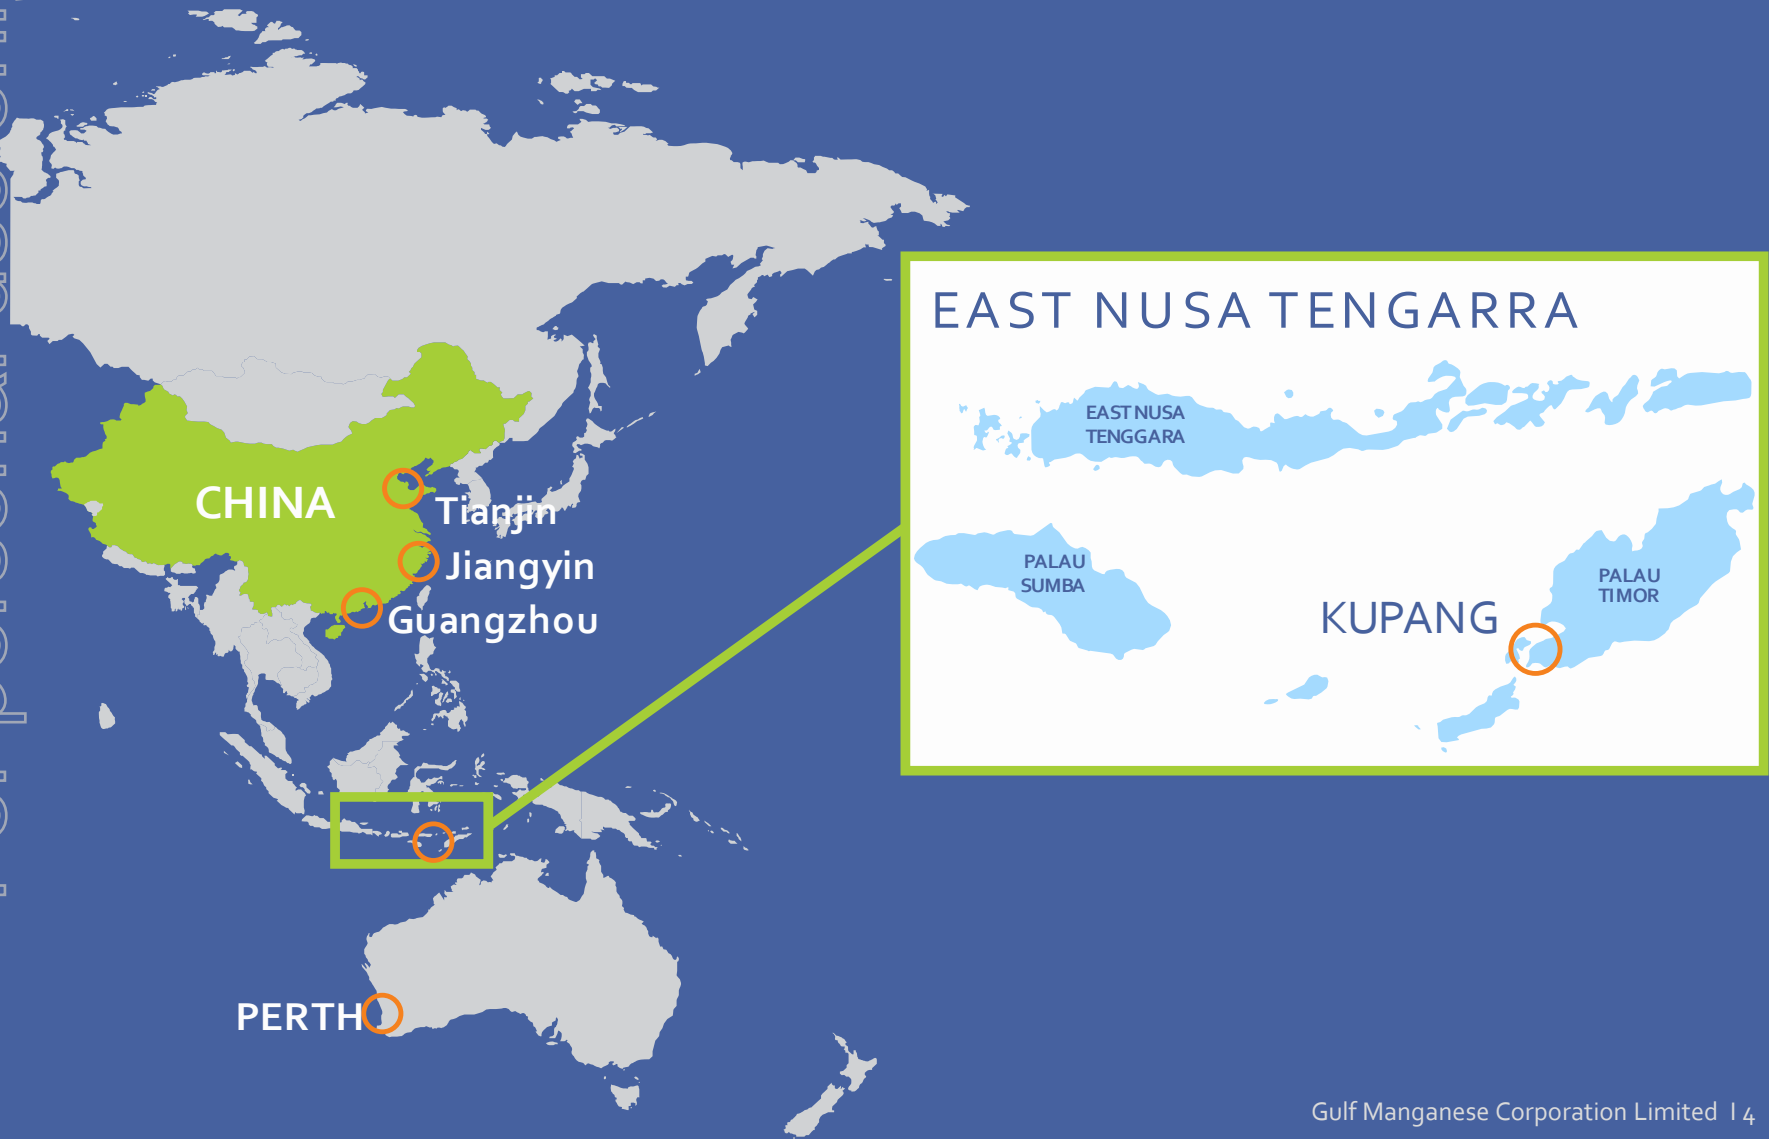 EAST NUSA TENGARRA
EAST NUSA
TENGGARA
CHINA
Tianjin
Jiangyin
PALAU
SUMBA
PALAU
TIMOR
Guangzhou
KUPANG
PERTH
Gulf Manganese Corporation Limited I 4